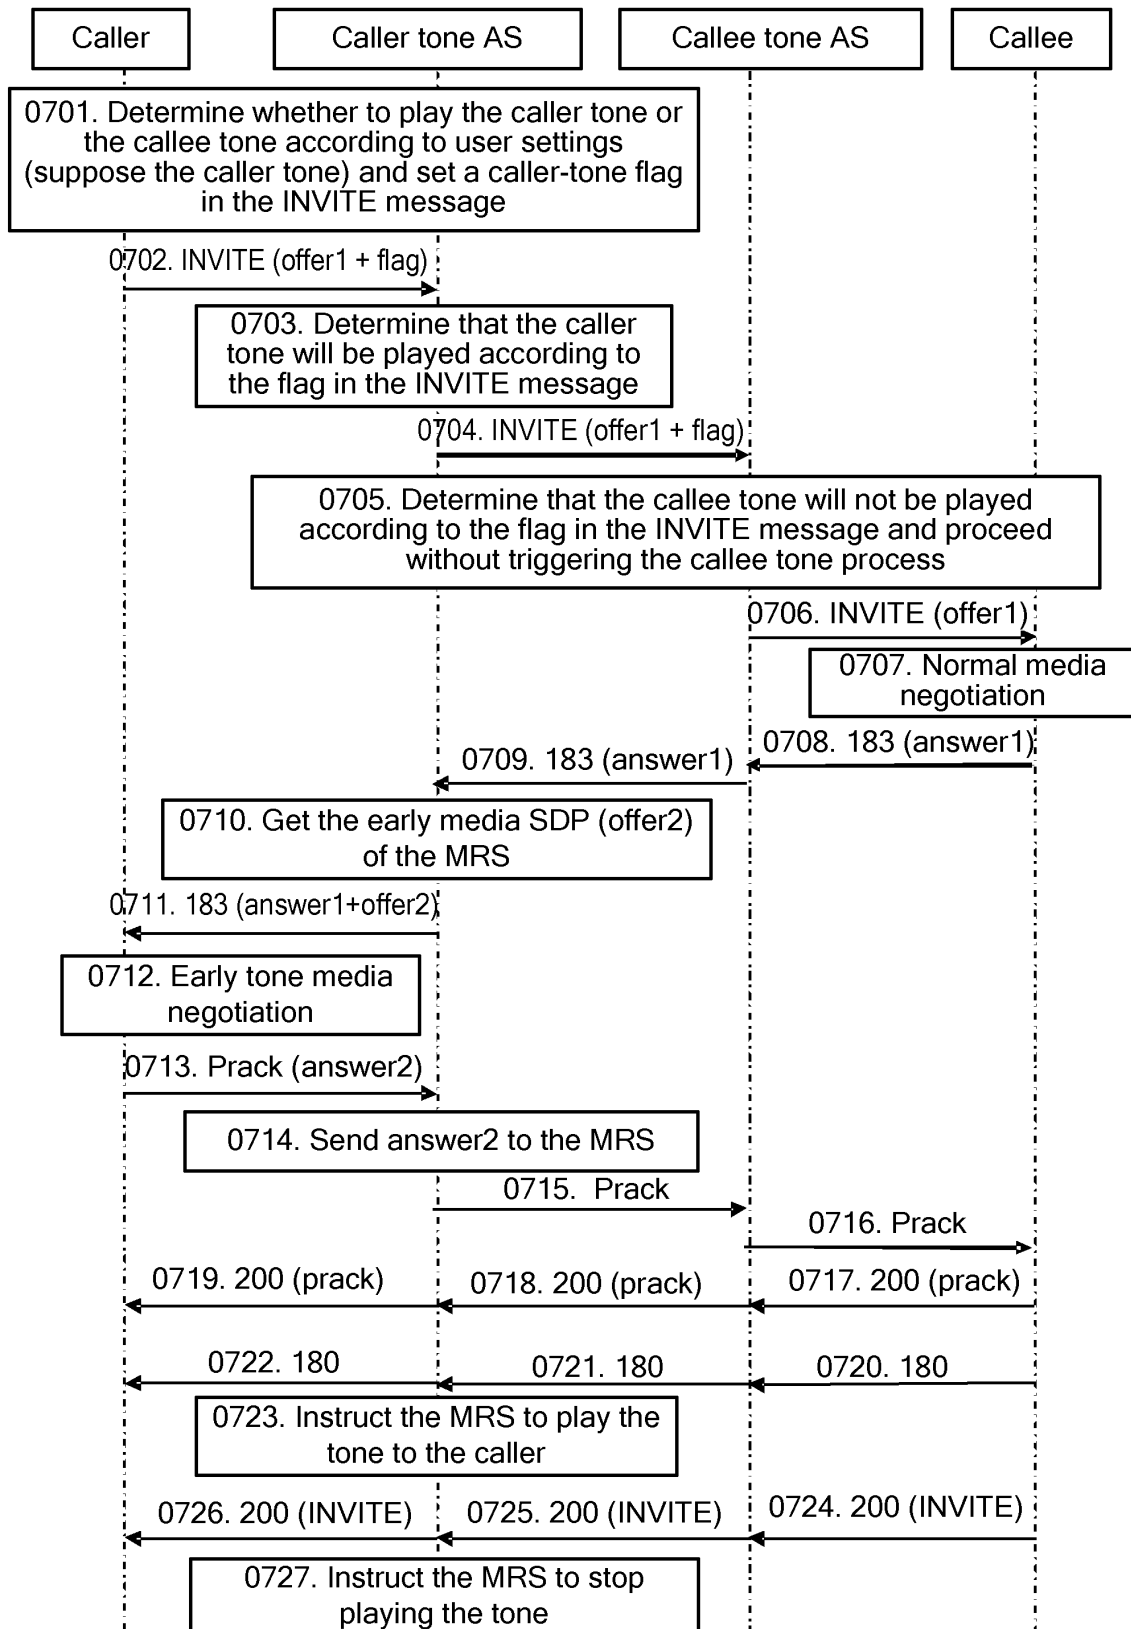 Caller
Caller tone AS
Callee tone AS
Callee
0701. Determine whether to play the caller tone or
the callee tone according to user settings
(suppose the caller tone) and set a caller-tone flag
in the INVITE message
0702. INVITE (offer1 + flag)
0703. Determine that the caller
tone will be played according to
the flag in the INVITE message
0704. INVITE (offer1 + flag)
0705. Determine that the callee tone will not be played
according to the flag in the INVITE message and proceed
without triggering the callee tone process
0706. INVITE (offer1)
0707. Normal media
negotiation
0708. 183 (answer1)
0709. 183 (answer1)
0710. Get the early media SDP (offer2)
of the MRS
0711. 183 (answer1+offer2)
0712. Early tone media
negotiation
0713. Prack (answer2)
0714. Send answer2 to the MRS
0715. Prack
0716. Prack
0719. 200 (prack)
0718. 200 (prack)
0717. 200 (prack)
0722. 180
0721. 180
0720. 180
0723. Instruct the MRS to play the
tone to the caller
0726. 200 (INVITE)
0725. 200 (INVITE)
0724. 200 (INVITE)
0727. Instruct the MRS to stop
playing the tone